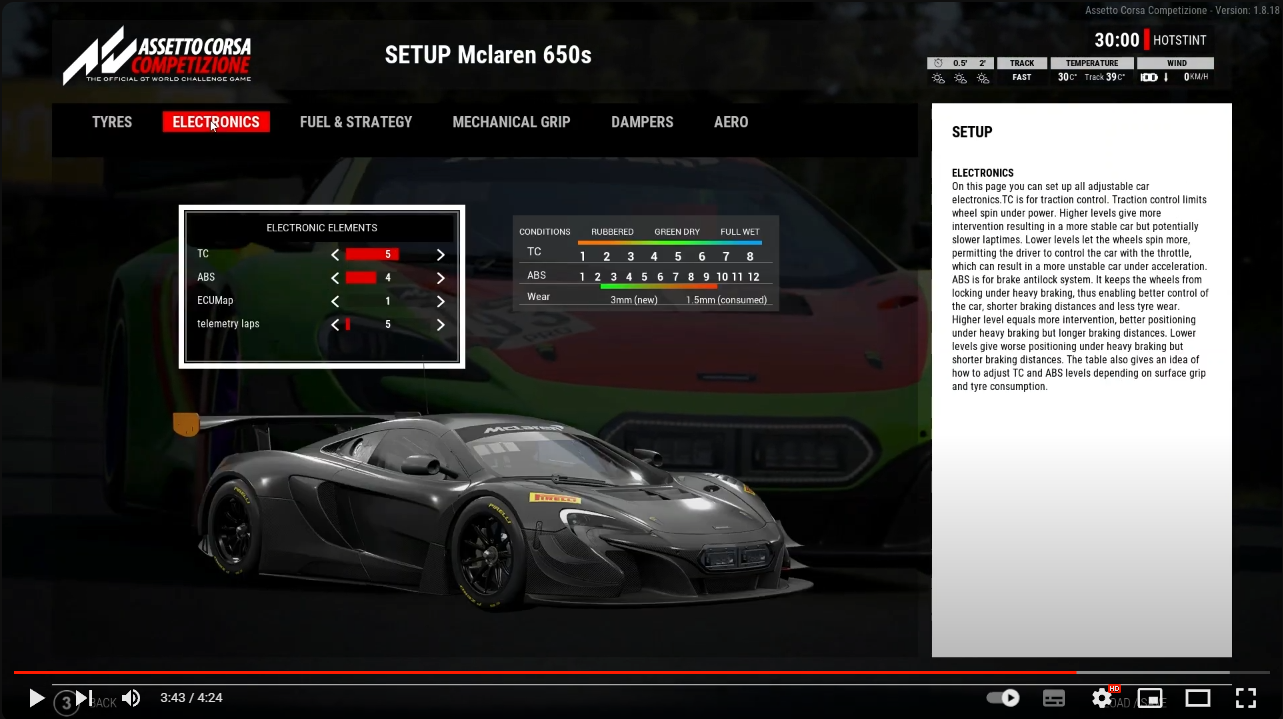 Assetto Corsa Competizione - Version: 1.8.18
ASSETTO CORSA
COMPETIZIONE
THE OFFICIAL GT WORLD CHALLENGE GAME
SETUP Mclaren 650s
30:00 HOTSTINT
0.5' 2' TRACK TEMPERATURE WIND
FAST 30C° Track 39C° 0KM/H
TYRES ELECTRONICS FUEL & STRATEGY MECHANICAL GRIP DAMPERS AERO
ELECTRONIC ELEMENTS
TC 5
ABS 4
ECUMap 1
telemetry laps 5
CONDITIONS RUBBERED GREEN DRY FULL WET
TC 1 2 3 4 5 6 7 8
ABS 1 2 3 4 5 6 7 8 9 10 11 12
Wear 3mm (new) 1.5mm (consumed)
SETUP
ELECTRONICS
On this page you can set up all adjustable car
electronics.TC is for traction control. Traction control limits
wheel spin under power. Higher levels give more
intervention resulting in a more stable car but potentially
slower laptimes. Lower levels let the wheels spin more,
permitting the driver to control the car with the throttle,
which can result in a more unstable car under acceleration.
ABS is for brake antilock system. It keeps the wheels from
locking under heavy braking, thus enabling better control of
the car, shorter braking distances and less tyre wear.
Higher level equals more intervention, better positioning
under heavy braking but longer braking distances. Lower
levels give worse positioning under heavy braking but
shorter braking distances. The table also gives an idea of
how to adjust TC and ABS levels depending on surface grip
and tyre consumption.
McLaren
PIRELLI
PIRELLI
PIRELLI
3 BACK
3:43 / 4:24
HD